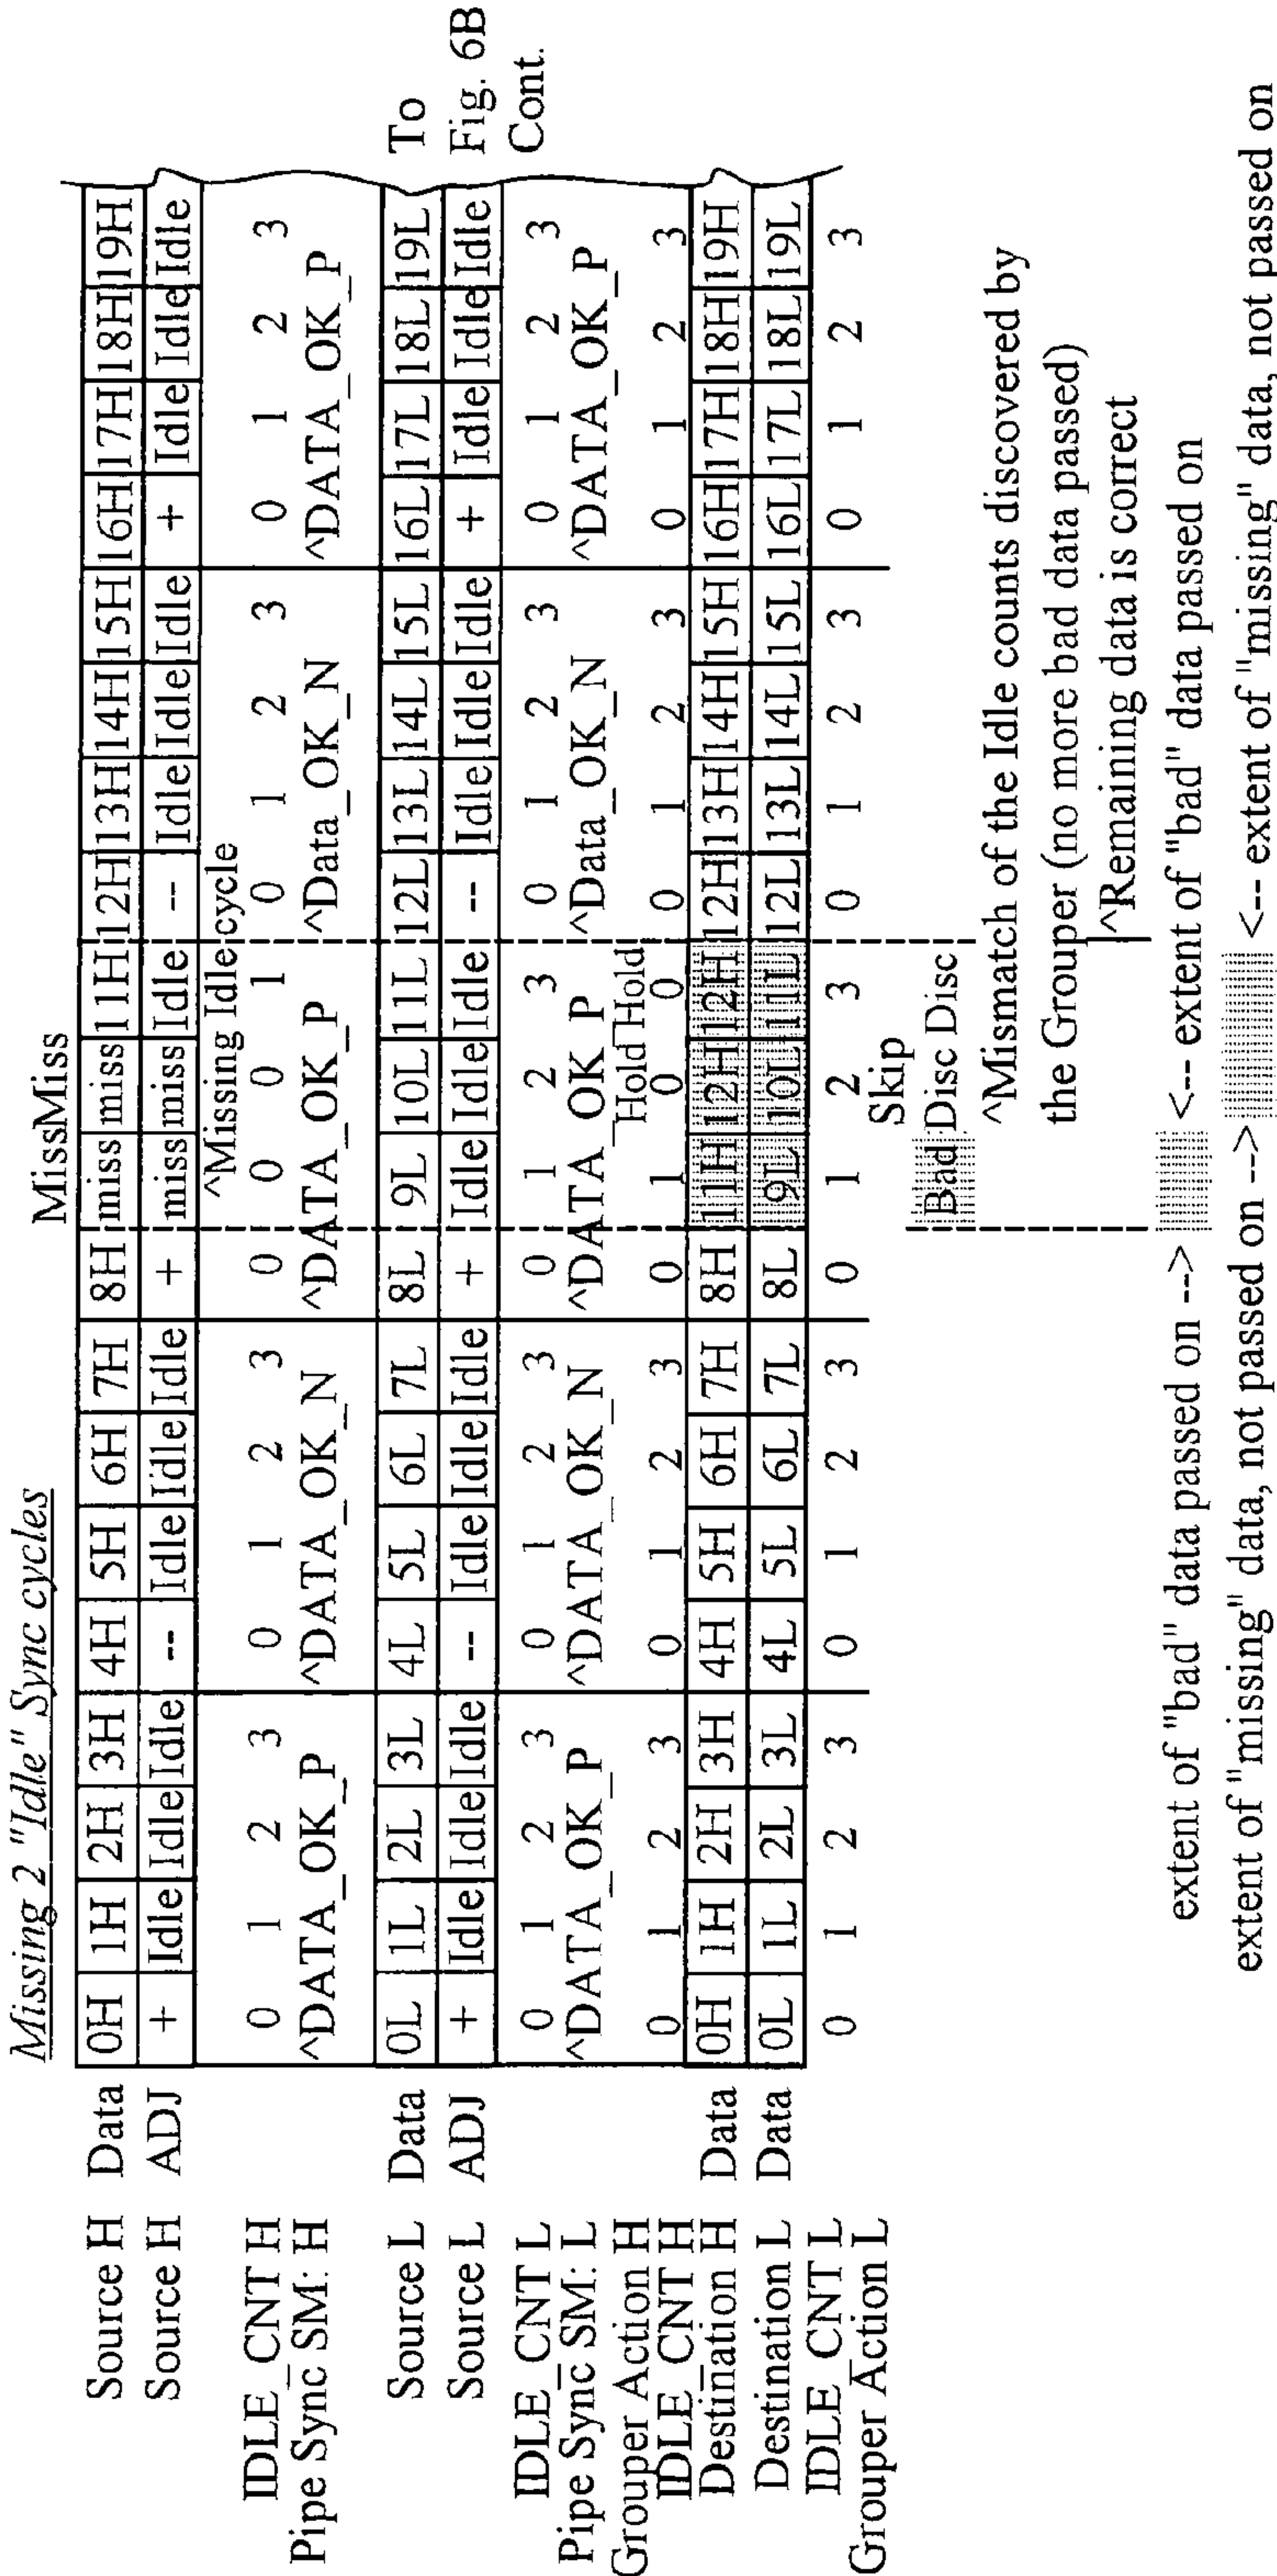 Missing 2 "Idle" Sync cycles
MissMiss
Source H Data 0H 1H 2H 3H 4H 5H 6H 7H 8H miss miss 11H 12H 13H 14H 15H 16H 17H 18H 19H
Source H ADJ + Idle Idle Idle -- Idle Idle Idle + miss miss Idle -- Idle Idle Idle + Idle Idle Idle
^Missing Idle cycle
IDLE_CNT H 0 1 2 3 0 1 2 3 0 0 0 1 0 1 2 3 0 1 2 3
Pipe Sync SM: H ^DATA_OK_P ^DATA_OK_N ^DATA_OK_P ^Data_OK_N ^DATA_OK_P
Source L Data 0L 1L 2L 3L 4L 5L 6L 7L 8L 9L 10L 11L 12L 13L 14L 15L 16L 17L 18L 19L
To
Source L ADJ + Idle Idle Idle -- Idle Idle Idle + Idle Idle Idle -- Idle Idle Idle + Idle Idle Idle
Fig. 6B
Cont.
IDLE_CNT L 0 1 2 3 0 1 2 3 0 1 2 3 0 1 2 3 0 1 2 3
Pipe Sync SM: L ^DATA_OK_P ^DATA_OK_N ^DATA_OK_P ^Data_OK_N ^DATA_OK_P
Grouper Action H Hold Hold
IDLE_CNT H 0 1 2 3 0 1 2 3 0 1 0 0 0 1 2 3 0 1 2 3
Destination H Data 0H 1H 2H 3H 4H 5H 6H 7H 8H 11H 12H 12H 12H 13H 14H 15H 16H 17H 18H 19H
Destination L Data 0L 1L 2L 3L 4L 5L 6L 7L 8L 9L 10L 11L 12L 13L 14L 15L 16L 17L 18L 19L
IDLE_CNT L 0 1 2 3 0 1 2 3 0 1 2 3 0 1 2 3 0 1 2 3
Grouper Action L Skip
Bad Disc Disc
^Mismatch of the Idle counts discovered by
the Grouper (no more bad data passed)
^Remaining data is correct
extent of "bad" data passed on --> <-- extent of "bad" data passed on
extent of "missing" data, not passed on --> <-- extent of "missing" data, not passed on